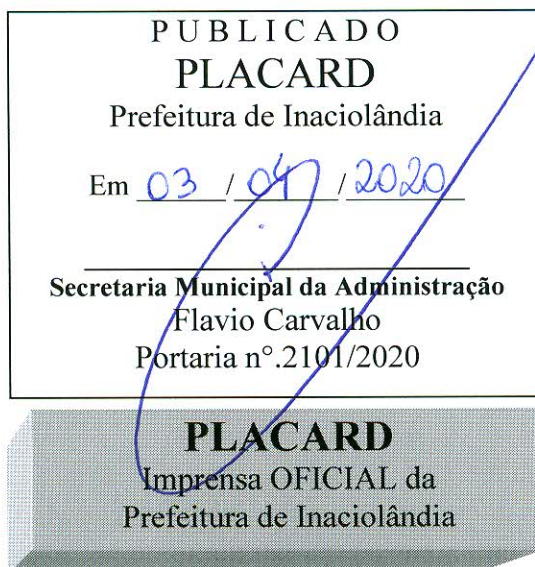 P U B L I C A D O
PLACARD
Prefeitura de Inaciolândia
Em 03 / 04 / 2020
Secretaria Municipal da Administração
Flavio Carvalho
Portaria n°.2101/2020
PLACARD
Imprensa OFICIAL da
Prefeitura de Inaciolândia